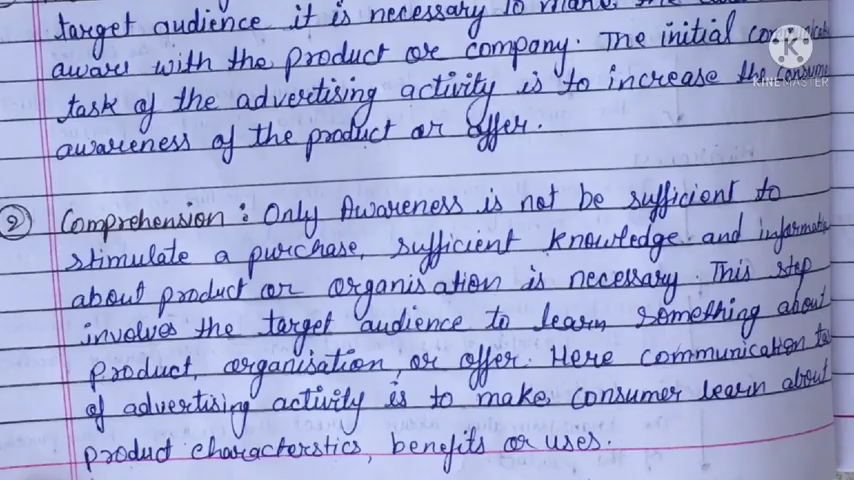 target audience it is necessary to make
aware with the product or company. The initial
task of the advertising activity is to increase the
awareness of the product or offer.
KINEMASTER
② Comprehension : Only Awareness is not be sufficient to
stimulate a purchase, sufficient knowledge and
about product or organisation is necessary. This step
involves the target audience to learn something about
product, organisation, or offer. Here communication
of advertising activity is to make consumer learn about
product characterstics, benefits or uses.